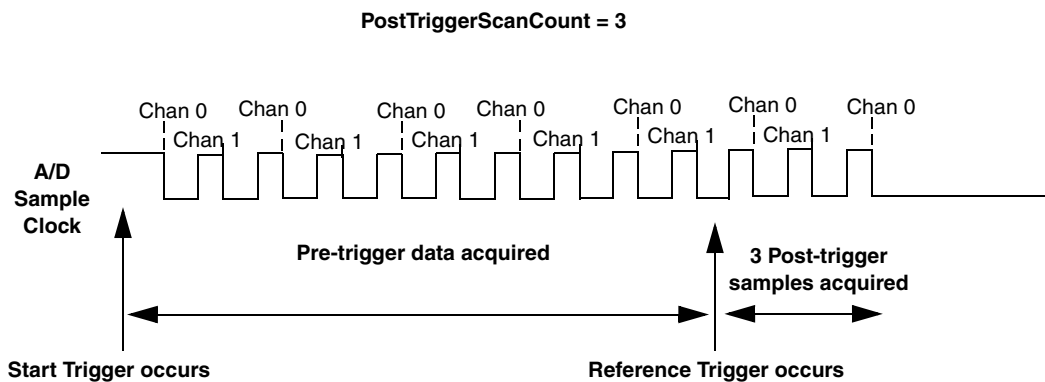 PostTriggerScanCount = 3
Chan 0 Chan 0 Chan 0 Chan 0 Chan 0 Chan 0 Chan 0
Chan 1 Chan 1 Chan 1 Chan 1 Chan 1 Chan 1
A/D
Sample
Clock
Pre-trigger data acquired
3 Post-trigger
samples acquired
Start Trigger occurs
Reference Trigger occurs